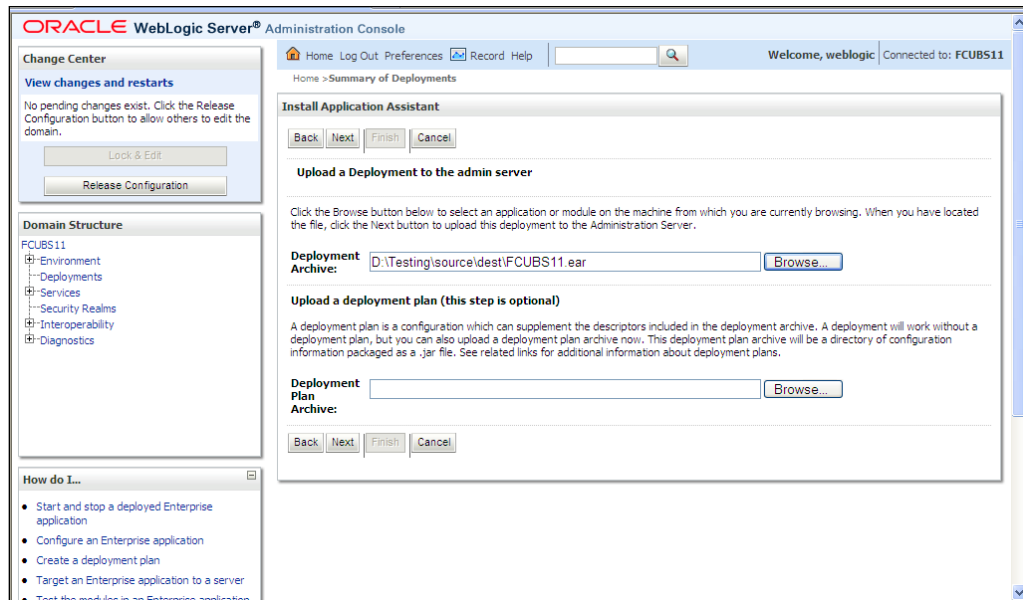 ORACLE WebLogic Server® Administration Console
Change Center
View changes and restarts
No pending changes exist. Click the Release
Configuration button to allow others to edit the
domain.
Lock & Edit
Release Configuration
Domain Structure
FCUBS11
Environment
Deployments
Services
Security Realms
Interoperability
Diagnostics
How do I...
Start and stop a deployed Enterprise
application
Configure an Enterprise application
Create a deployment plan
Target an Enterprise application to a server
Test the modules in an Enterprise application
Home Log Out Preferences Record Help
Welcome, weblogic Connected to: FCUBS11
Home >Summary of Deployments
Install Application Assistant
Back Next Finish Cancel
Upload a Deployment to the admin server
Click the Browse button below to select an application or module on the machine from which you are currently browsing. When you have located
the file, click the Next button to upload this deployment to the Administration Server.
Deployment
Archive: D:\Testing\source\dest\FCUBS11.ear Browse...
Upload a deployment plan (this step is optional)
A deployment plan is a configuration which can supplement the descriptors included in the deployment archive. A deployment will work without a
deployment plan, but you can also upload a deployment plan archive now. This deployment plan archive will be a directory of configuration
information packaged as a .jar file. See related links for additional information about deployment plans.
Deployment
Plan
Archive: Browse...
Back Next Finish Cancel